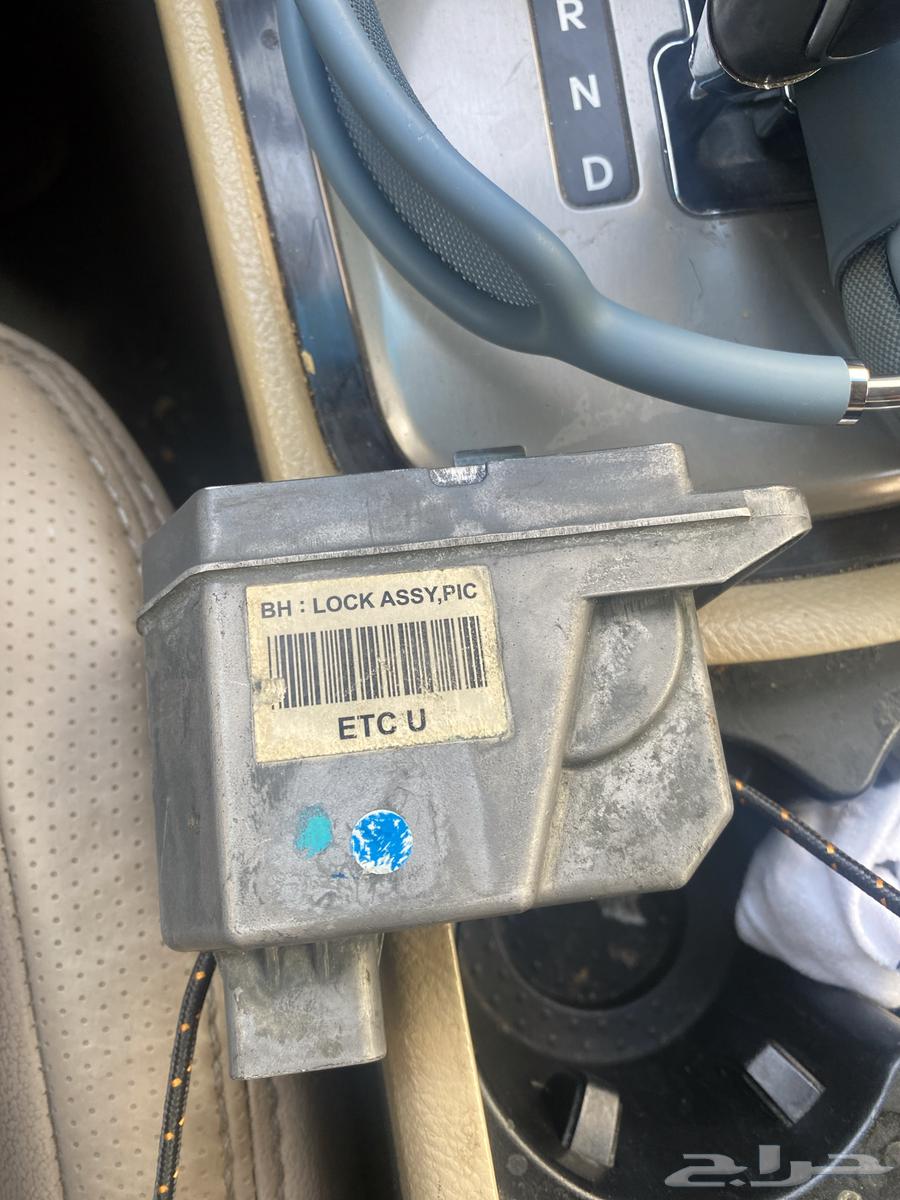 R
N
D
BH : LOCK ASSY,PIC
ETC U
حراج